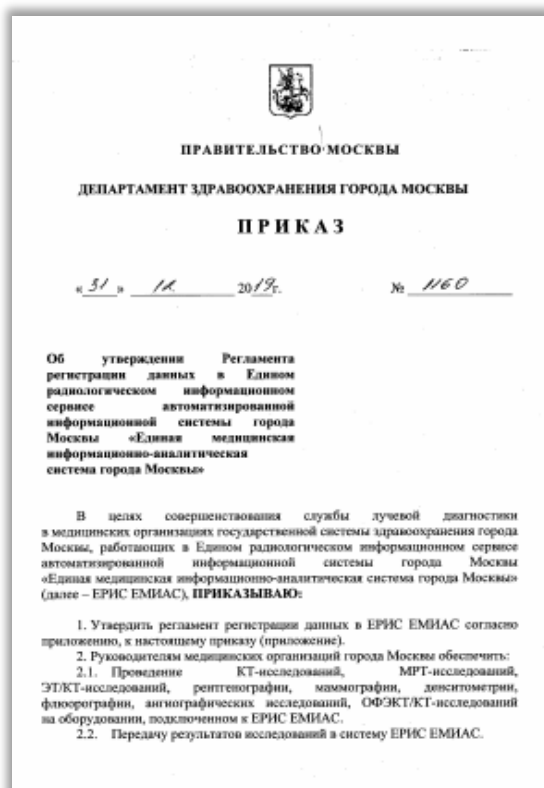 ПРАВИТЕЛЬСТВО МОСКВЫ
ДЕПАРТАМЕНТ ЗДРАВООХРАНЕНИЯ ГОРОДА МОСКВЫ
ПРИКАЗ
«31» 12 2019г. № 1160
Об утверждении Регламента
регистрации данных в Едином
радиологическом информационном
сервисе автоматизированной
информационной системы города
Москвы «Единая медицинская
информационно-аналитическая
система города Москвы»
В целях совершенствования службы лучевой диагностики
в медицинских организациях государственной системы здравоохранения города
Москвы, работающих в Едином радиологическом информационном сервисе
автоматизированной информационной системы города Москвы
«Единая медицинская информационно-аналитическая система города Москвы»
(далее – ЕРИС ЕМИАС), ПРИКАЗЫВАЮ:
1. Утвердить регламент регистрации данных в ЕРИС ЕМИАС согласно
приложению, к настоящему приказу (приложение).
2. Руководителям медицинских организаций города Москвы обеспечить:
2.1. Проведение КТ-исследований, МРТ-исследований,
ЭТ/КТ-исследований, рентгенографии, маммографии, денситометрии,
флюорографии, ангиографических исследований, ОФЭКТ/КТ-исследований
на оборудовании, подключенном к ЕРИС ЕМИАС.
2.2. Передачу результатов исследований в систему ЕРИС ЕМИАС.